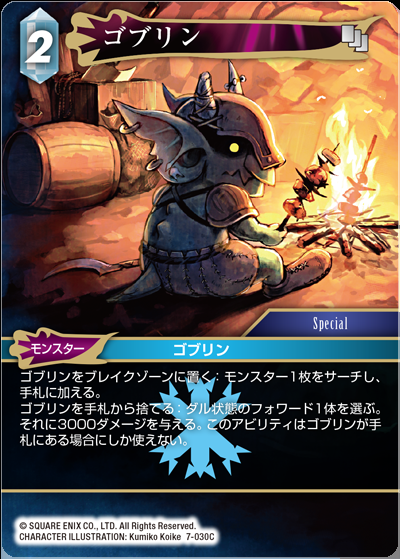 2
ゴブリン
Special
モンスター
ゴブリン
ゴブリンをブレイクゾーンに置く：モンスター1枚をサーチし、
手札に加える。
ゴブリンを手札から捨てる：ダル状態のフォワード1体を選ぶ。
それに3000ダメージを与える。このアビリティはゴブリンが手
札にある場合にしか使えない。
© SQUARE ENIX CO., LTD. All Rights Reserved.
CHARACTER ILLUSTRATION: Kumiko Koike 7-030C